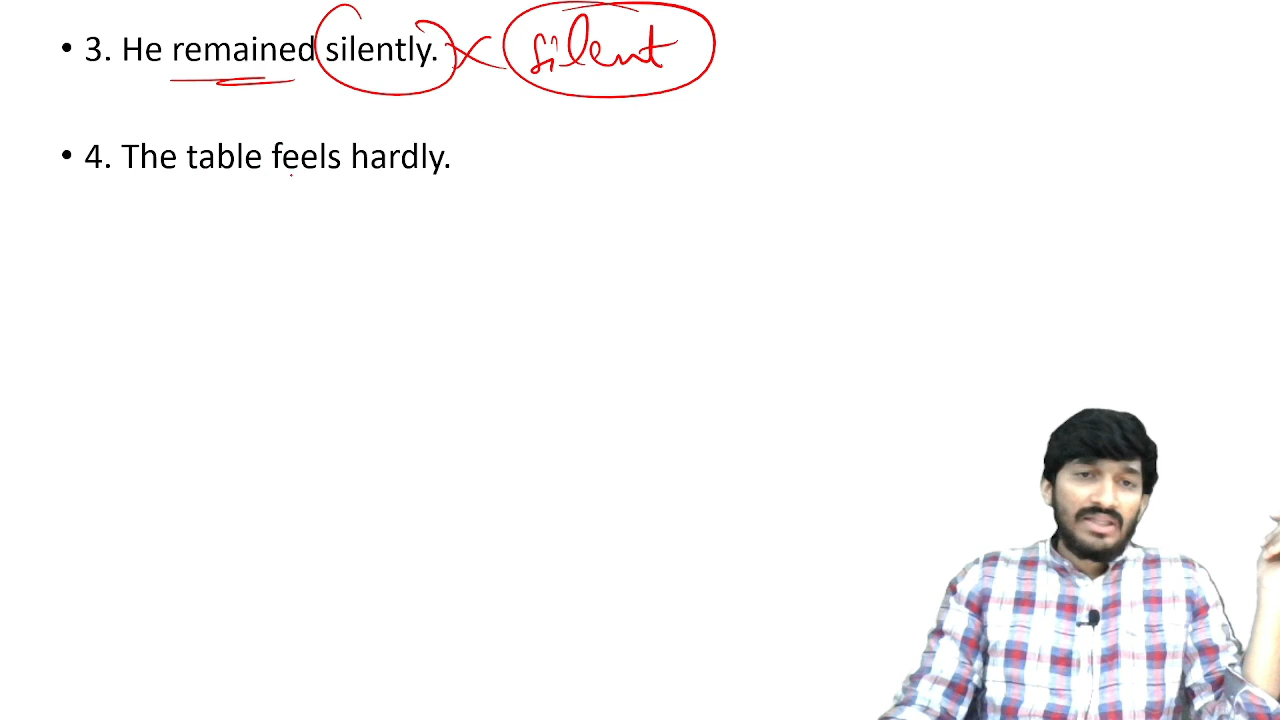 • 3. He remained silently. × silent
• 4. The table feels hardly.